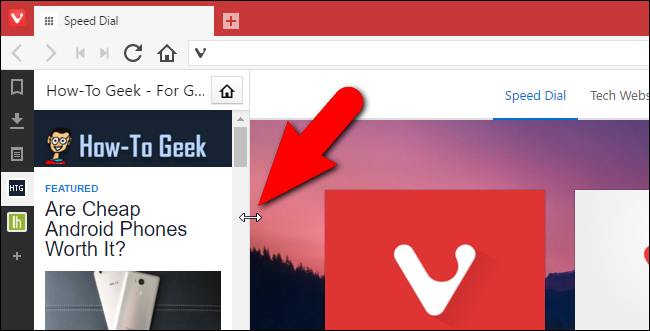 Speed Dial
How-To Geek - For G...
Speed Dial
Tech Webs
HTG
lh
How-To Geek
FEATURED
Are Cheap
Android Phones
Worth It?